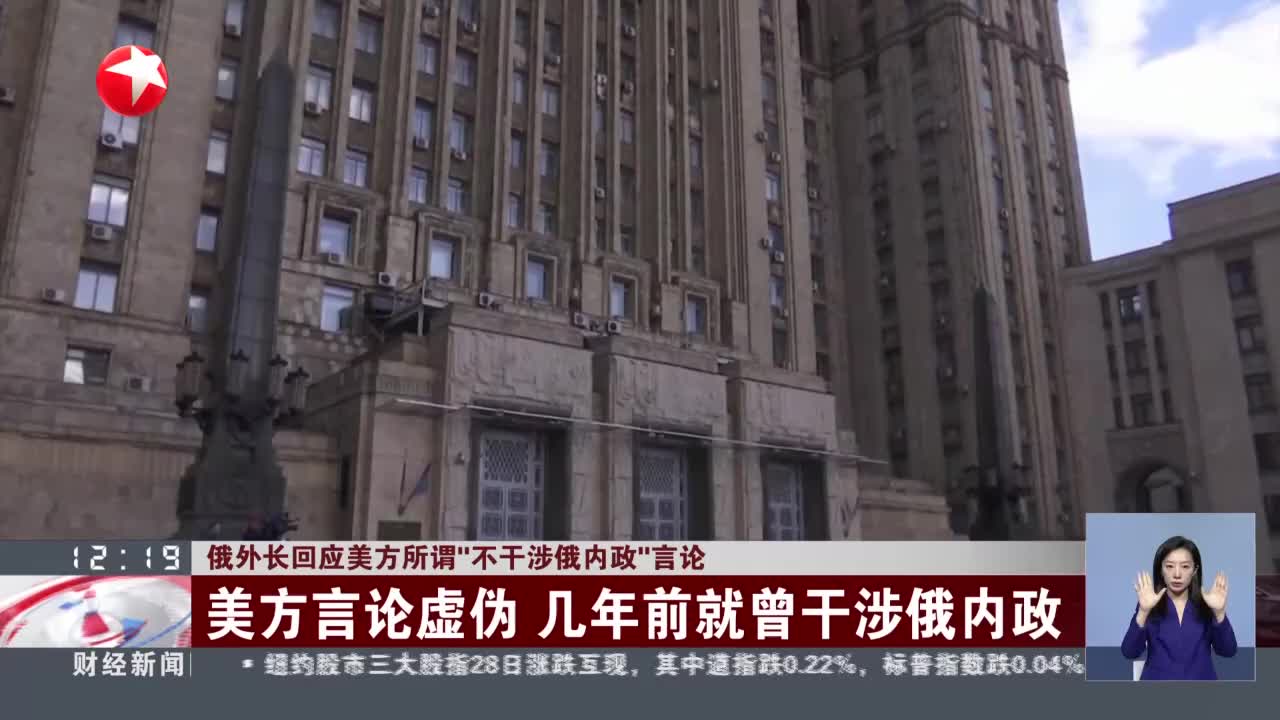 12:19
俄外长回应美方所谓"不干涉俄内政"言论
美方言论虚伪 几年前就曾干涉俄内政
财经新闻
• 纽约股市三大股指28日涨跌互现，其中道指跌0.22%，标普指数跌0.04%